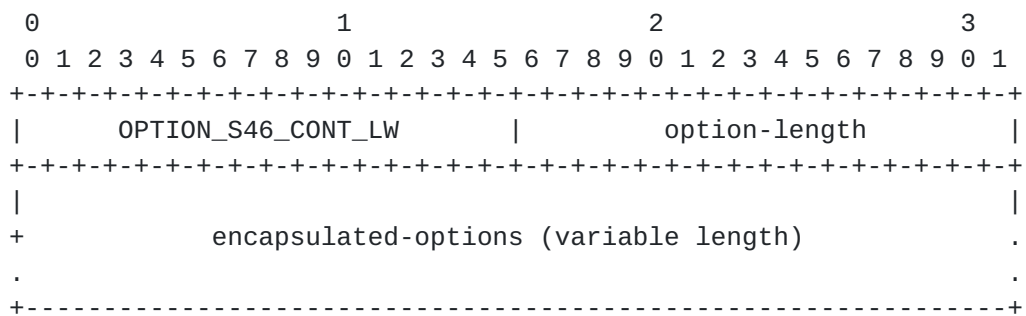 0                   1                   2                   3
 0 1 2 3 4 5 6 7 8 9 0 1 2 3 4 5 6 7 8 9 0 1 2 3 4 5 6 7 8 9 0 1
+-+-+-+-+-+-+-+-+-+-+-+-+-+-+-+-+-+-+-+-+-+-+-+-+-+-+-+-+-+-+-+-+
|      OPTION_S46_CONT_LW       |         option-length         |
+-+-+-+-+-+-+-+-+-+-+-+-+-+-+-+-+-+-+-+-+-+-+-+-+-+-+-+-+-+-+-+-+
|                                                               |
+            encapsulated-options (variable length)             .
.                                                               .
+---------------------------------------------------------------+